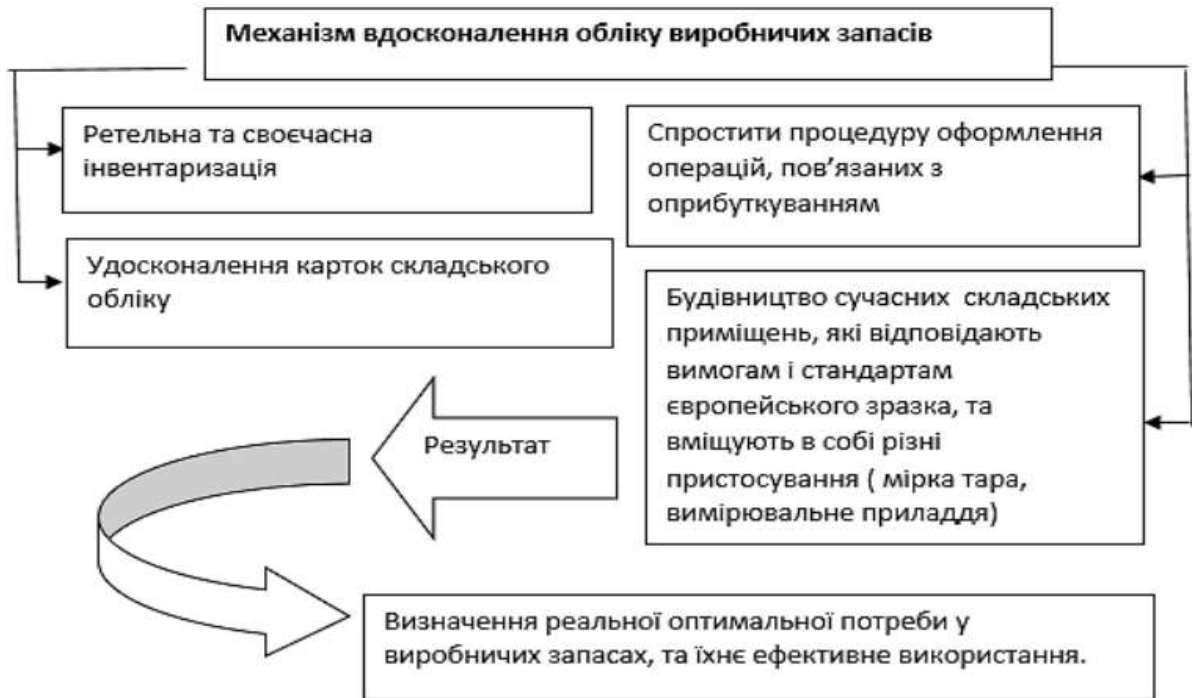 Механізм вдосконалення обліку виробничих запасів
Ретельна та своєчасна
інвентаризація
Удосконалення карток складського
обліку
Спростити процедуру оформлення
операцій, пов’язаних з
оприбуткуванням
Будівництво сучасних складських
приміщень, які відповідають
вимогам і стандартам
європейського зразка, та
вміщують в собі різні
пристосування ( мірка тара,
вимірювальне приладдя)
Результат
Визначення реальної оптимальної потреби у
виробничих запасах, та їхнє ефективне використання.